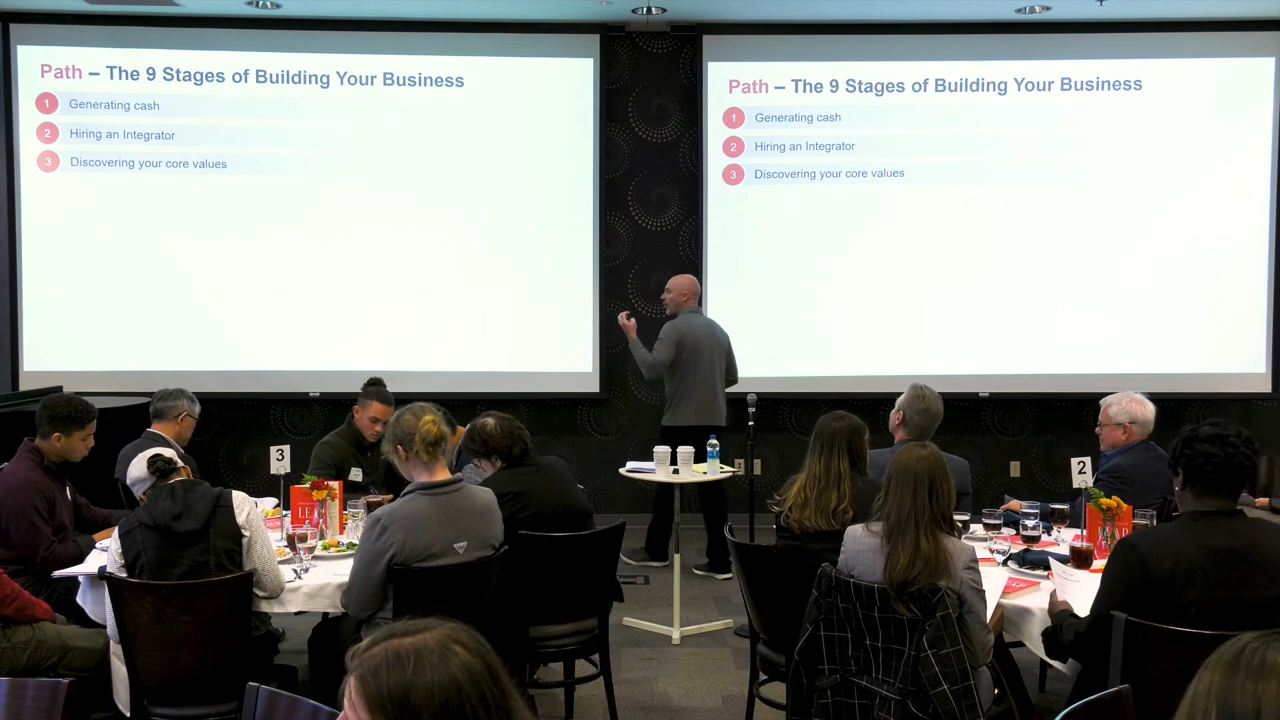 Path – The 9 Stages of Building Your Business
1 Generating cash
2 Hiring an Integrator
3 Discovering your core values
Path – The 9 Stages of Building Your Business
1 Generating cash
2 Hiring an Integrator
3 Discovering your core values
3
2